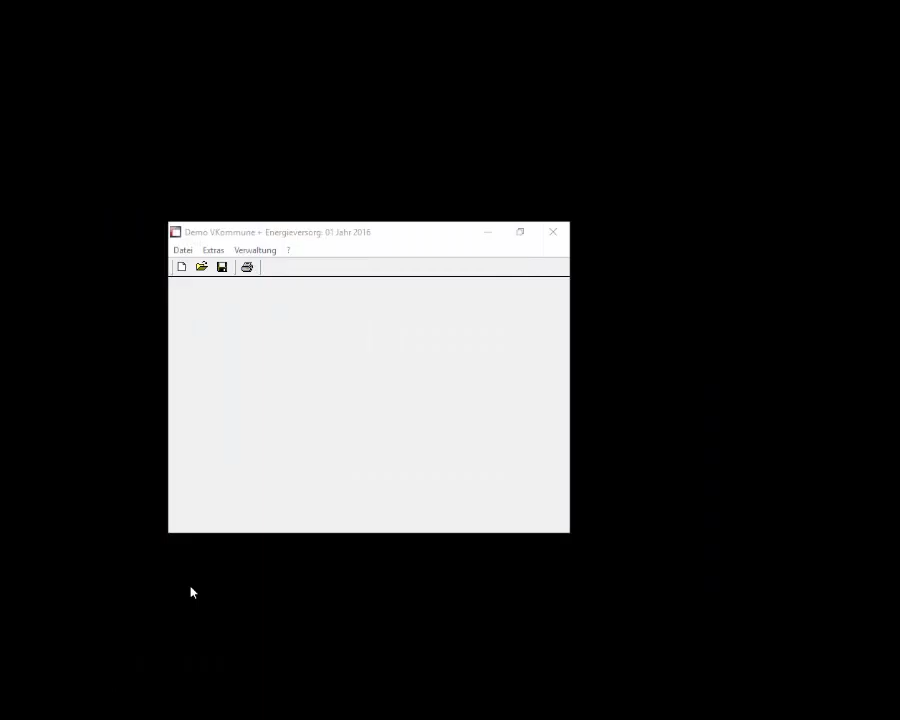 Demo VKommune + Energieversorg: 01 Jahr 2016
Datei Extras Verwaltung ?